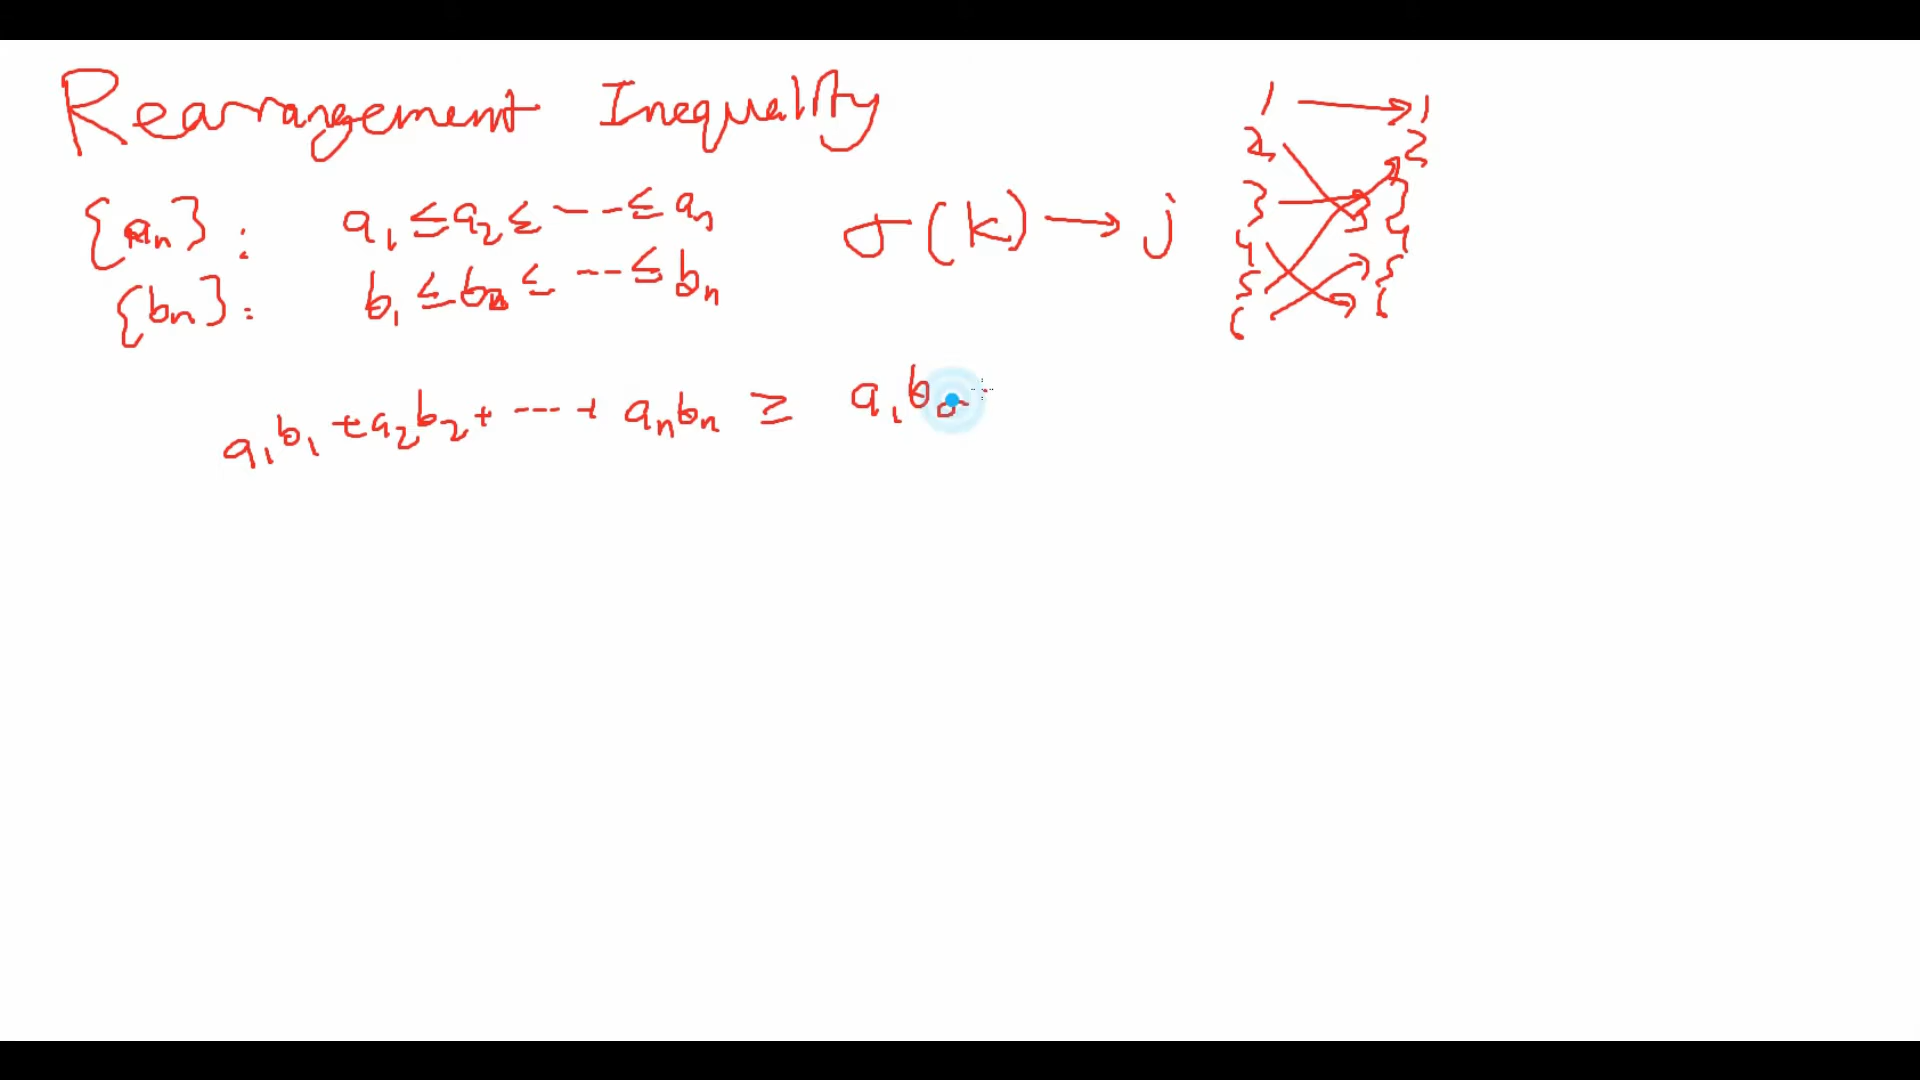 Rearrangement Inequality
{aₙ} : a₁ ≤ a₂ ≤ --- ≤ aₙ
{bₙ} : b₁ ≤ b₂ ≤ --- ≤ bₙ
σ(k) → j
1 → 1
2 2
3 3
4 4
5 5
6 6
a₁b₁ + a₂b₂ + ---- + aₙbₙ ≥ a₁b_σ